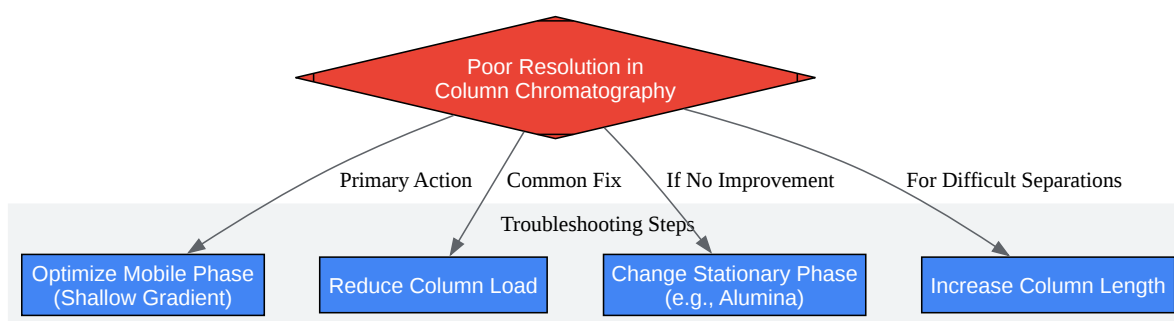 Poor Resolution in
Column Chromatography
Primary Action
Common Fix
If No Improvement
For Difficult Separations
Troubleshooting Steps
Optimize Mobile Phase
(Shallow Gradient)
Reduce Column Load
Change Stationary Phase
(e.g., Alumina)
Increase Column Length